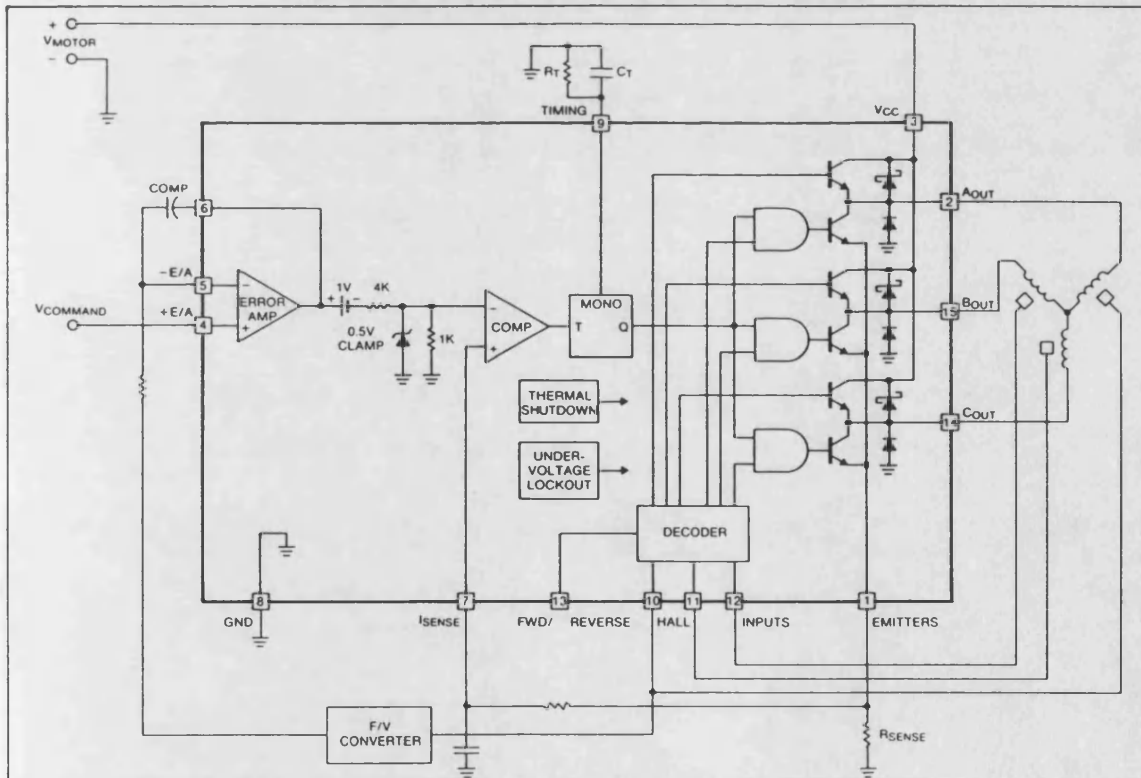 +
VMOTOR
−
RT
CT
TIMING
9
VCC
3
COMP
6
2
AOUT
−E/A
5
−
1V
4K
+ −
ERROR
AMP.
VCOMMAND
+E/A
4
+
0.5V
CLAMP
1K
−
COMP
+
MONO
T
Q
15
BOUT
THERMAL
SHUTDOWN
14
COUT
UNDER-
VOLTAGE
LOCKOUT
DECODER
8
7
13
10
11
12
1
GND
ISENSE
FWD/
REVERSE
HALL
INPUTS
EMITTERS
F/V
CONVERTER
RSENSE